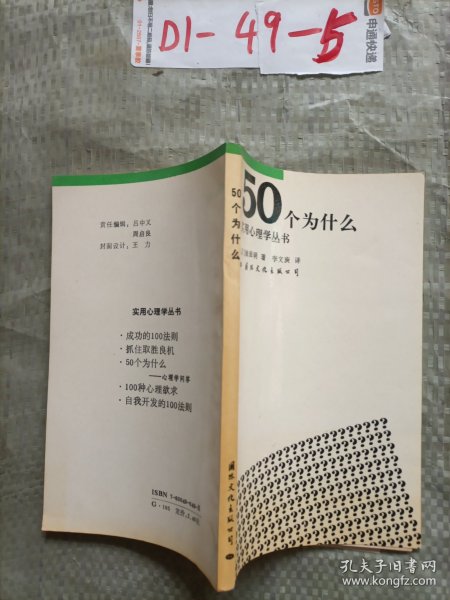 D1-49-5
申通快递
50个为什么
实用心理学丛书
著 李文庚 译
国际文化出版公司
50个为什么
国际文化出版公司
责任编辑：吕中义
周启良
封面设计：王力
实用心理学丛书
·成功的100法则
·抓住取胜良机
·50个为什么
——心理学问答
·100种心理欲求
·自我开发的100法则
ISBN
G·105
孔夫子旧书网
www.kongfz.com